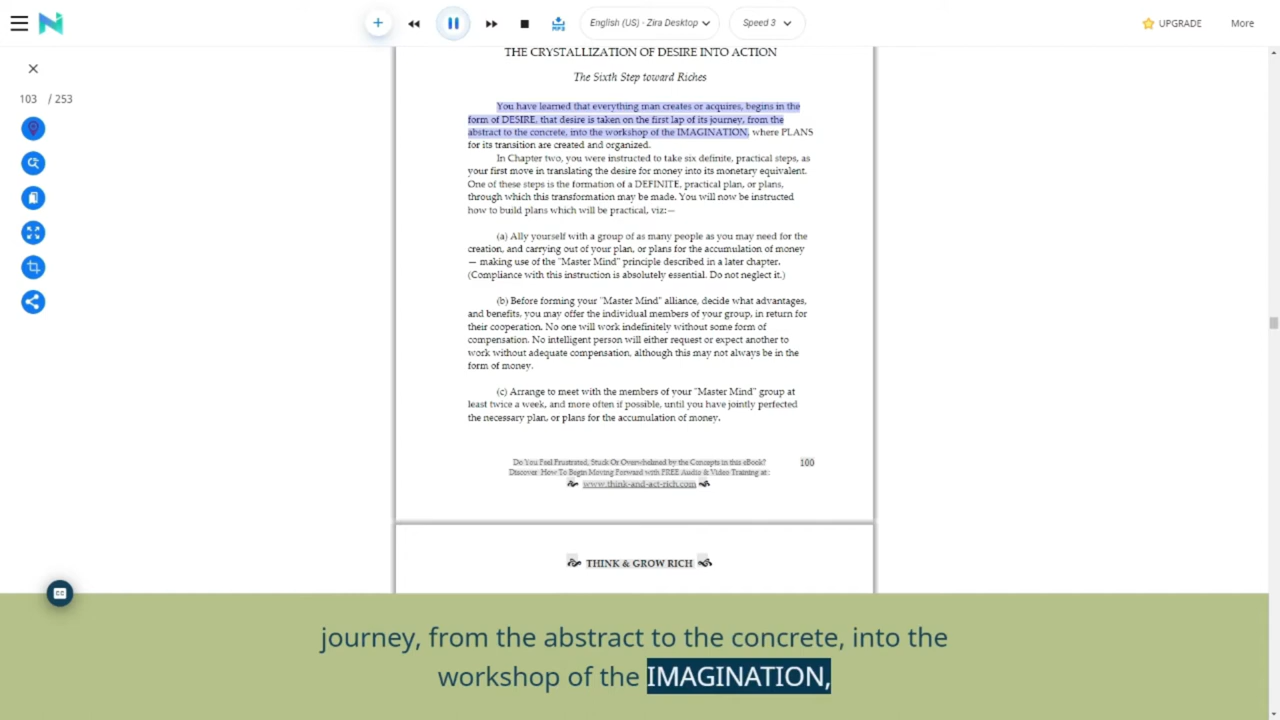 English (US) - Zira Desktop
Speed 3
UPGRADE
More
MP3
103 / 253
THE CRYSTALLIZATION OF DESIRE INTO ACTION
The Sixth Step toward Riches
You have learned that everything man creates or acquires, begins in the
form of DESIRE, that desire is taken on the first lap of its journey, from the
abstract to the concrete, into the workshop of the IMAGINATION, where PLANS
for its transition are created and organized.
In Chapter two, you were instructed to take six definite, practical steps, as
your first move in translating the desire for money into its monetary equivalent.
One of these steps is the formation of a DEFINITE, practical plan, or plans,
through which this transformation may be made. You will now be instructed
how to build plans which will be practical, viz:—
(a) Ally yourself with a group of as many people as you may need for the
creation, and carrying out of your plan, or plans for the accumulation of money
— making use of the "Master Mind" principle described in a later chapter.
(Compliance with this instruction is absolutely essential. Do not neglect it.)
(b) Before forming your "Master Mind" alliance, decide what advantages,
and benefits, you may offer the individual members of your group, in return for
their cooperation. No one will work indefinitely without some form of
compensation. No intelligent person will either request or expect another to
work without adequate compensation, although this may not always be in the
form of money.
(c) Arrange to meet with the members of your "Master Mind" group at
least twice a week, and more often if possible, until you have jointly perfected
the necessary plan, or plans for the accumulation of money.
Do You Feel Frustrated, Stuck Or Overwhelmed by the Concepts in this eBook?
100
Discover How To Begin Moving Forward with FREE Audio & Video Training at:
www.think-and-act-rich.com
THINK & GROW RICH
CC
journey, from the abstract to the concrete, into the
workshop of the IMAGINATION,